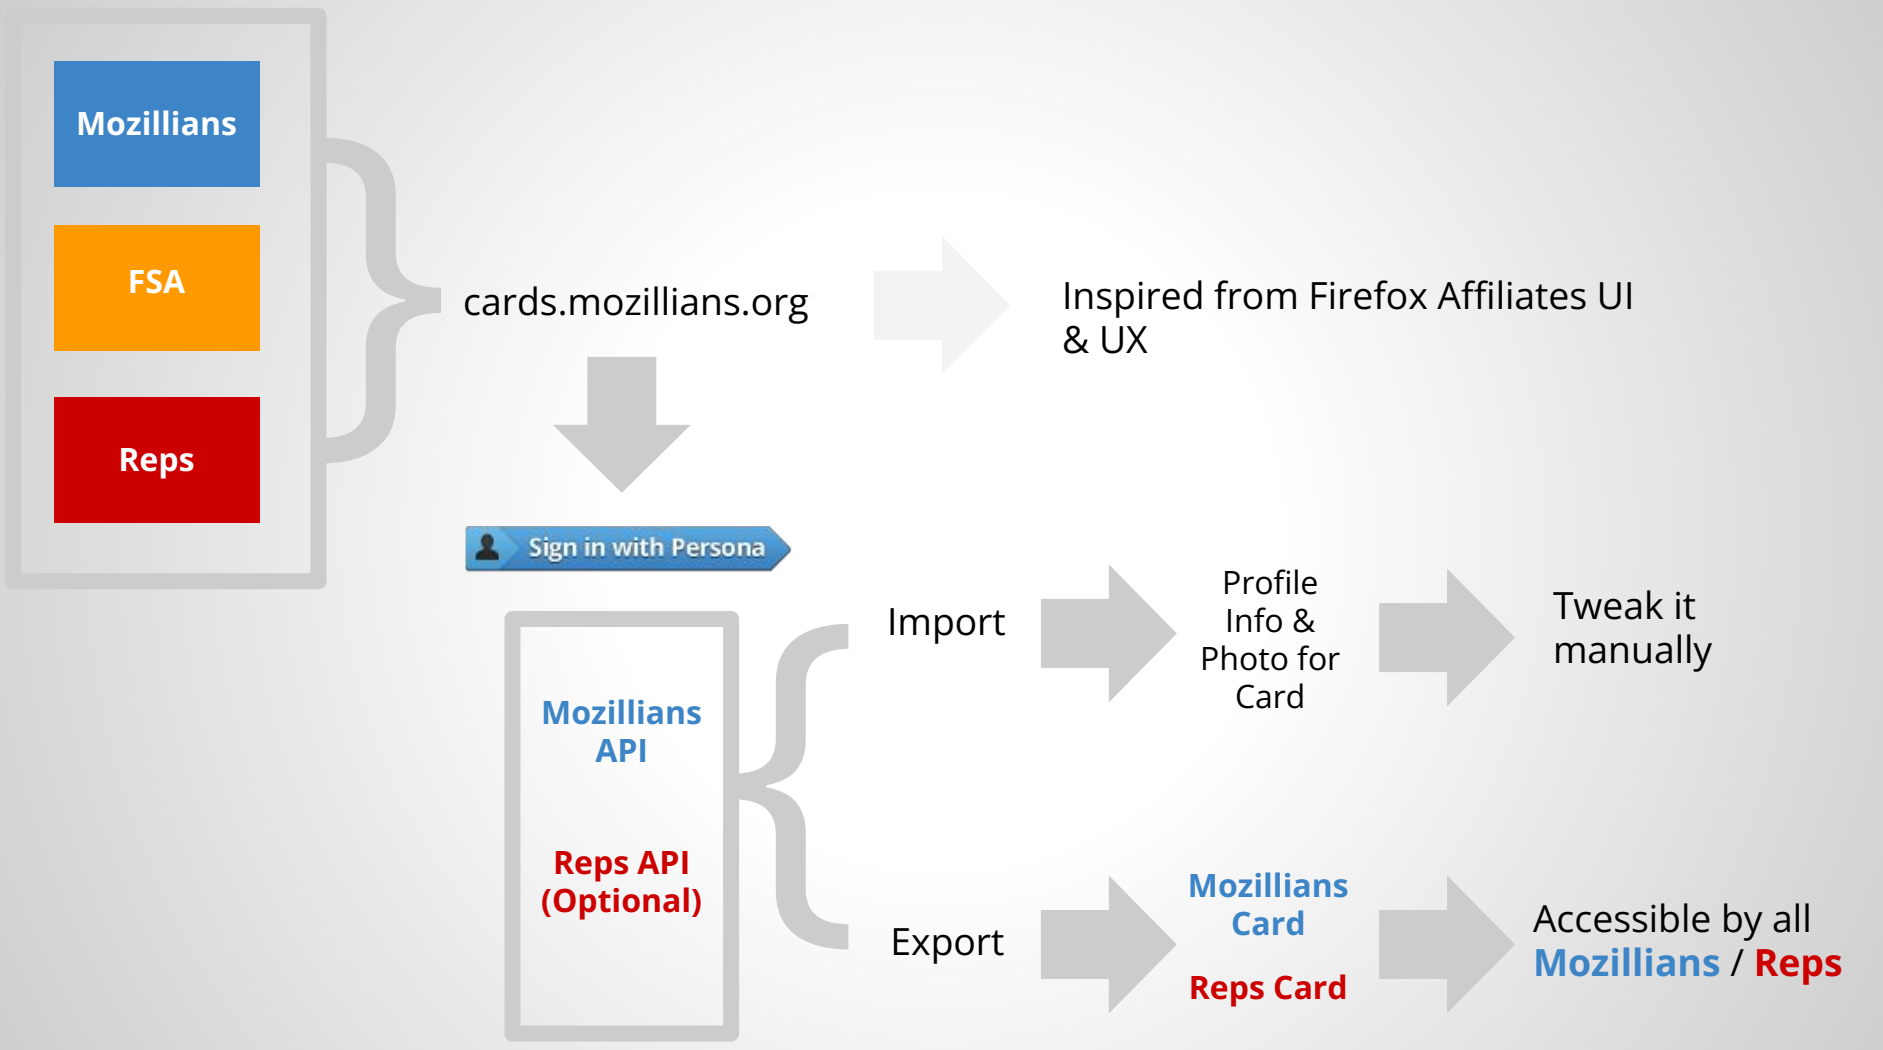 Mozillians
FSA
Reps
cards.mozillians.org
Inspired from Firefox Affiliates UI
& UX
Sign in with Persona
Mozillians
API
Reps API
(Optional)
Import
Profile
Info &
Photo for
Card
Tweak it
manually
Export
Mozillians
Card
Reps Card
Accessible by all
Mozillians / Reps